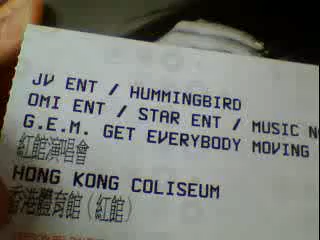 JV ENT / HUMMINGBIRD
OMI ENT / STAR ENT / MUSIC
G.E.M. GET EVERYBODY MOVING
紅館演唱會
HONG KONG COLISEUM
香港體育館（紅館）